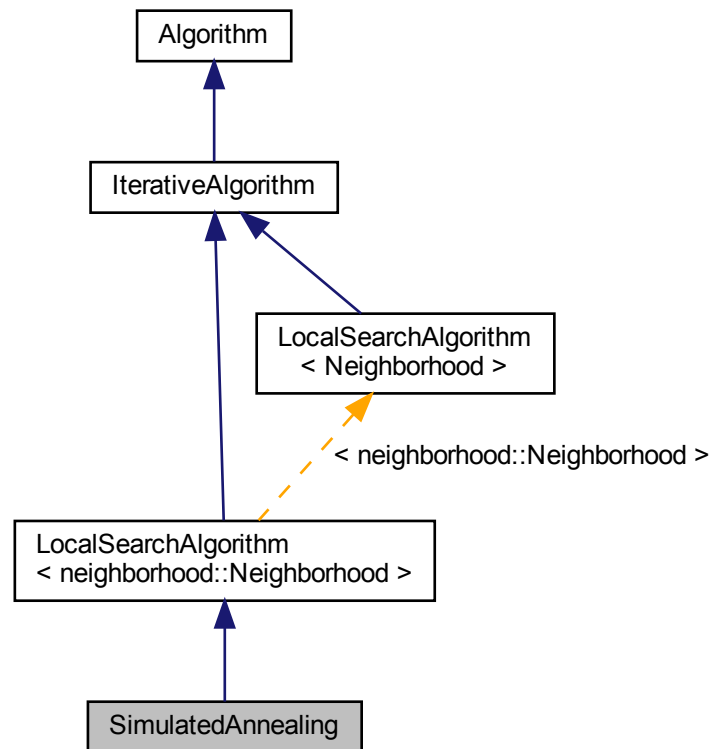 Algorithm
IterativeAlgorithm
LocalSearchAlgorithm
< Neighborhood >
< neighborhood::Neighborhood >
LocalSearchAlgorithm
< neighborhood::Neighborhood >
SimulatedAnnealing